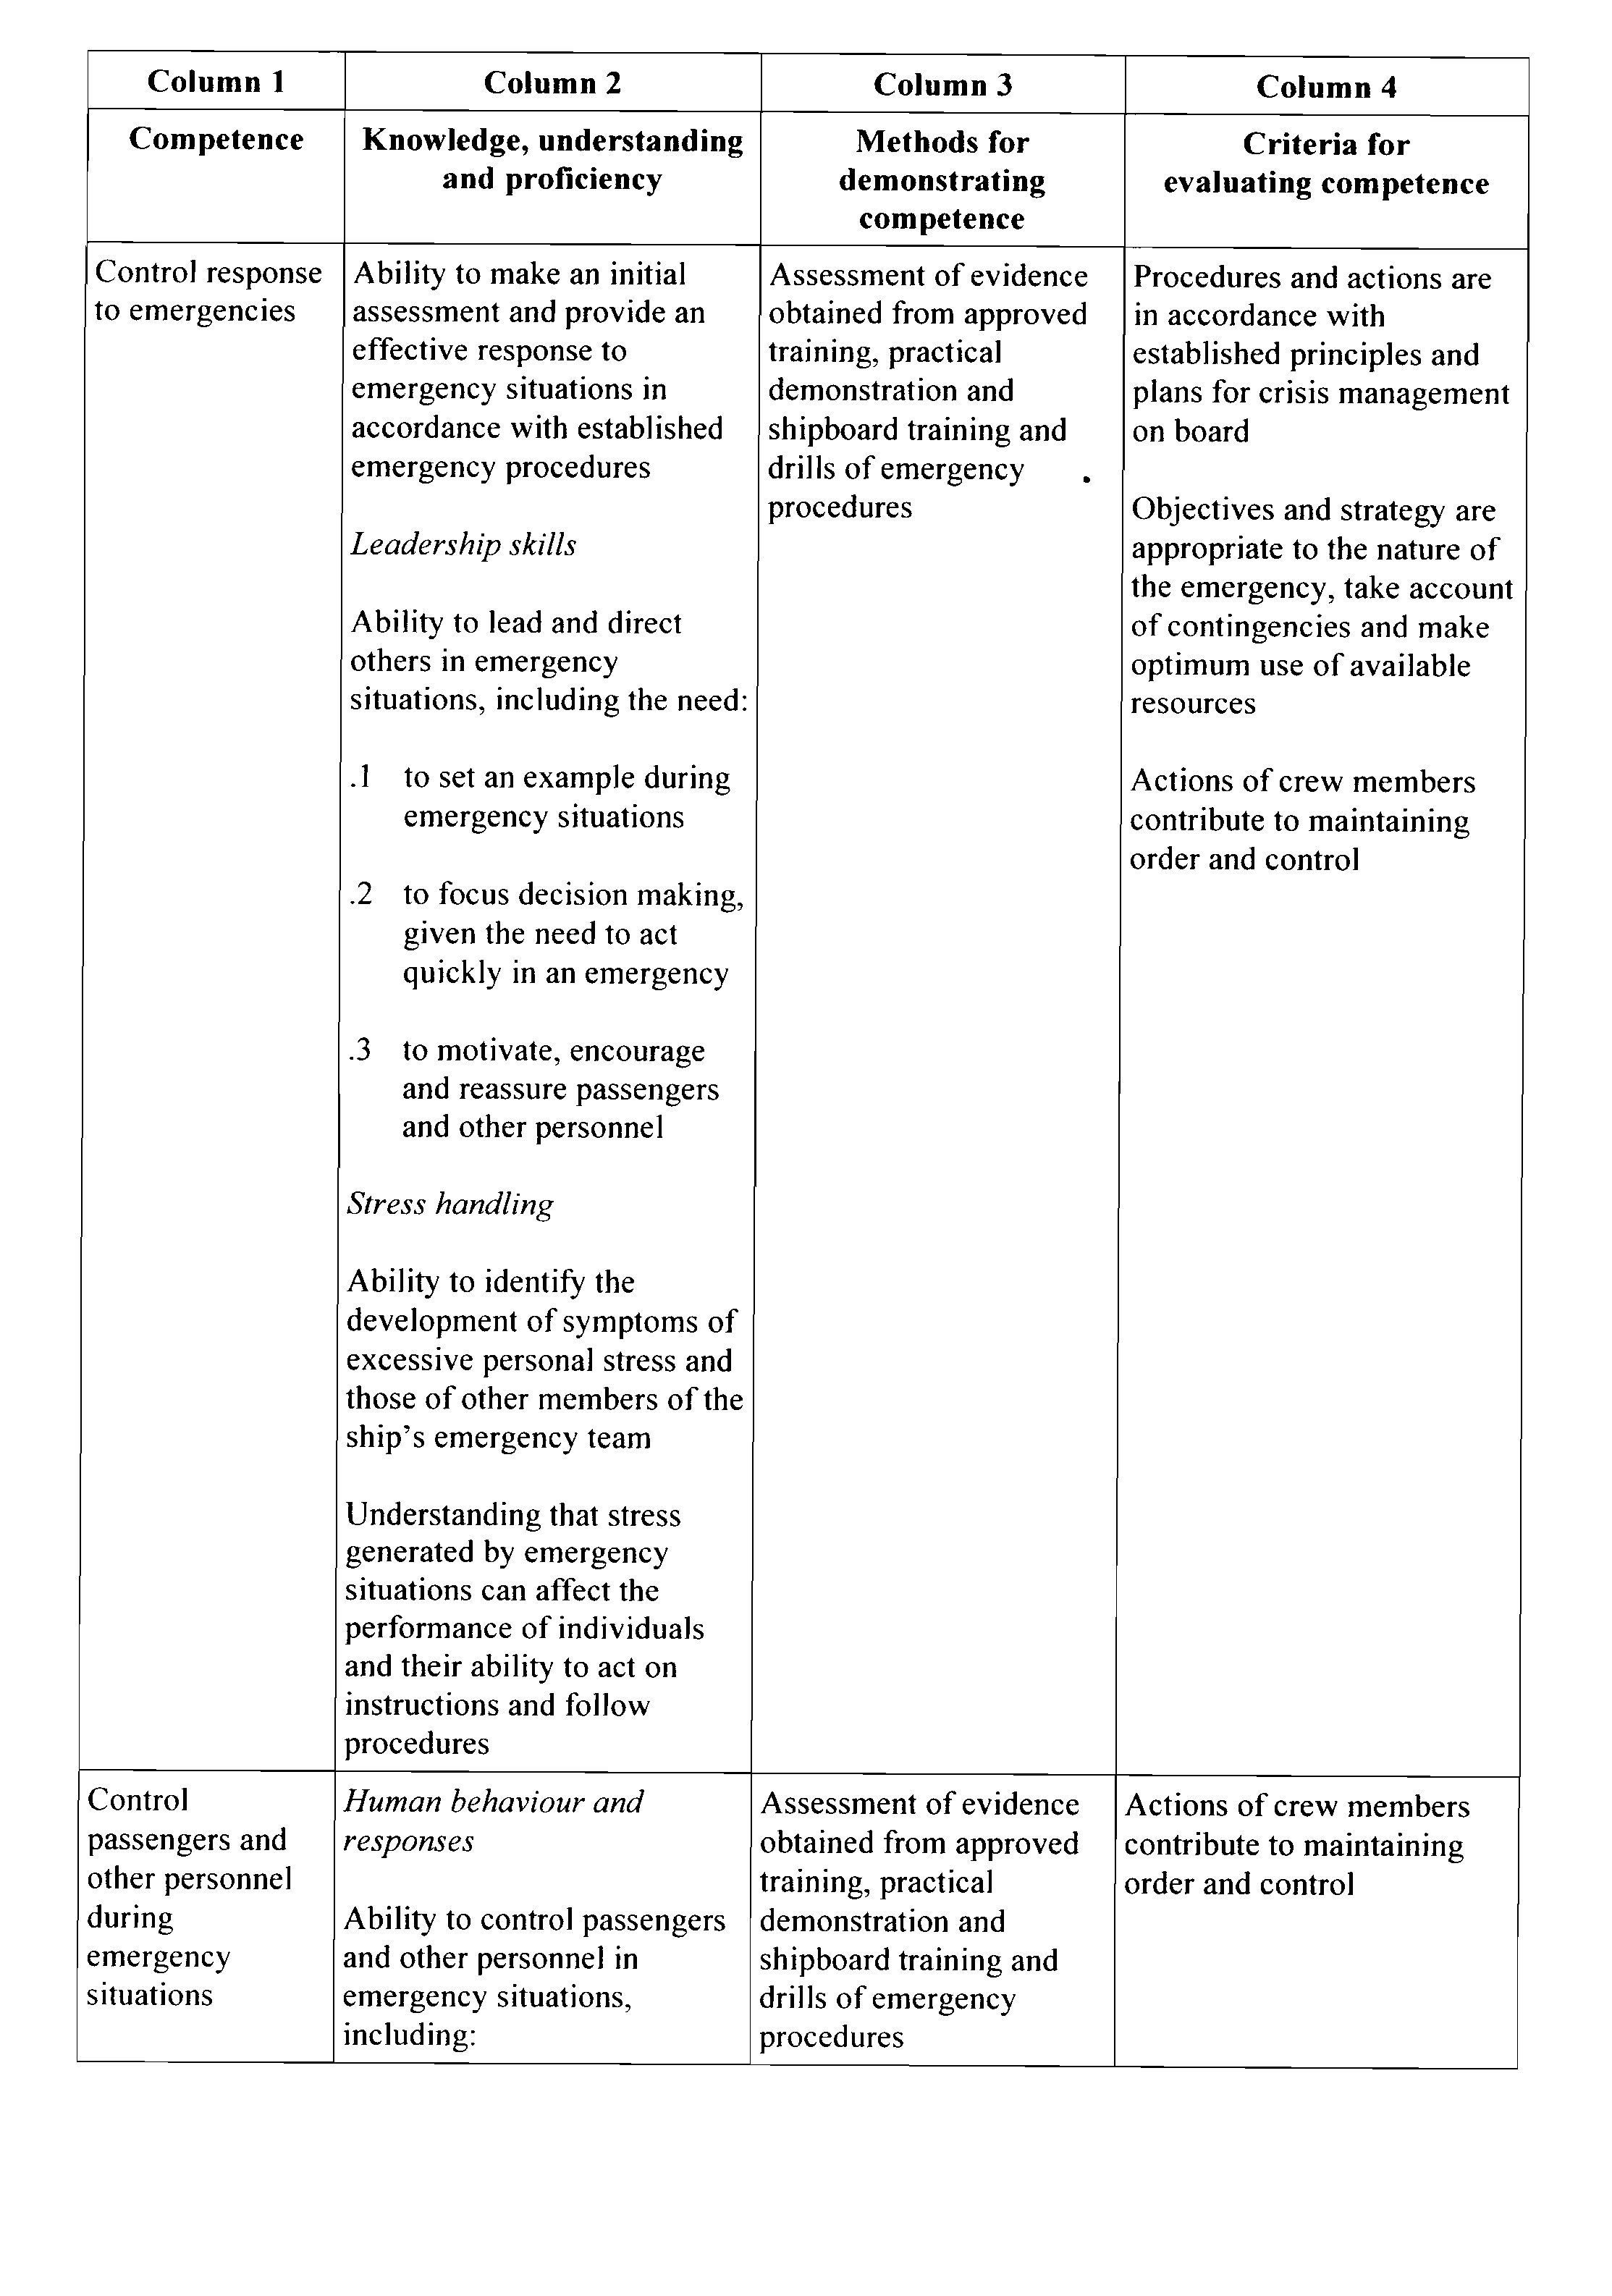 Column 1
Column 2
Column 3
Column 4
Competence
Knowledge, understanding
and proficiency
Methods for
demonstrating
competence
Criteria for
evaluating competence
Control response
to emergencies
Ability to make an initial
assessment and provide an
effective response to
emergency situations in
accordance with established
emergency procedures
Leadership skills
Ability to lead and direct
others in emergency
situations, including the need:
.1 to set an example during
emergency situations
.2 to focus decision making,
given the need to act
quickly in an emergency
.3 to motivate, encourage
and reassure passengers
and other personnel
Stress handling
Ability to identify the
development of symptoms of
excessive personal stress and
those of other members of the
ship's emergency team
Understanding that stress
generated by emergency
situations can affect the
performance of individuals
and their ability to act on
instructions and follow
procedures
Assessment of evidence
obtained from approved
training, practical
demonstration and
shipboard training and
drills of emergency
procedures
Procedures and actions are
in accordance with
established principles and
plans for crisis management
on board
Objectives and strategy are
appropriate to the nature of
the emergency, take account
of contingencies and make
optimum use of available
resources
Actions of crew members
contribute to maintaining
order and control
Control
passengers and
other personnel
during
emergency
situations
Human behaviour and
responses
Ability to control passengers
and other personnel in
emergency situations,
including:
Assessment of evidence
obtained from approved
training, practical
demonstration and
shipboard training and
drills of emergency
procedures
Actions of crew members
contribute to maintaining
order and control